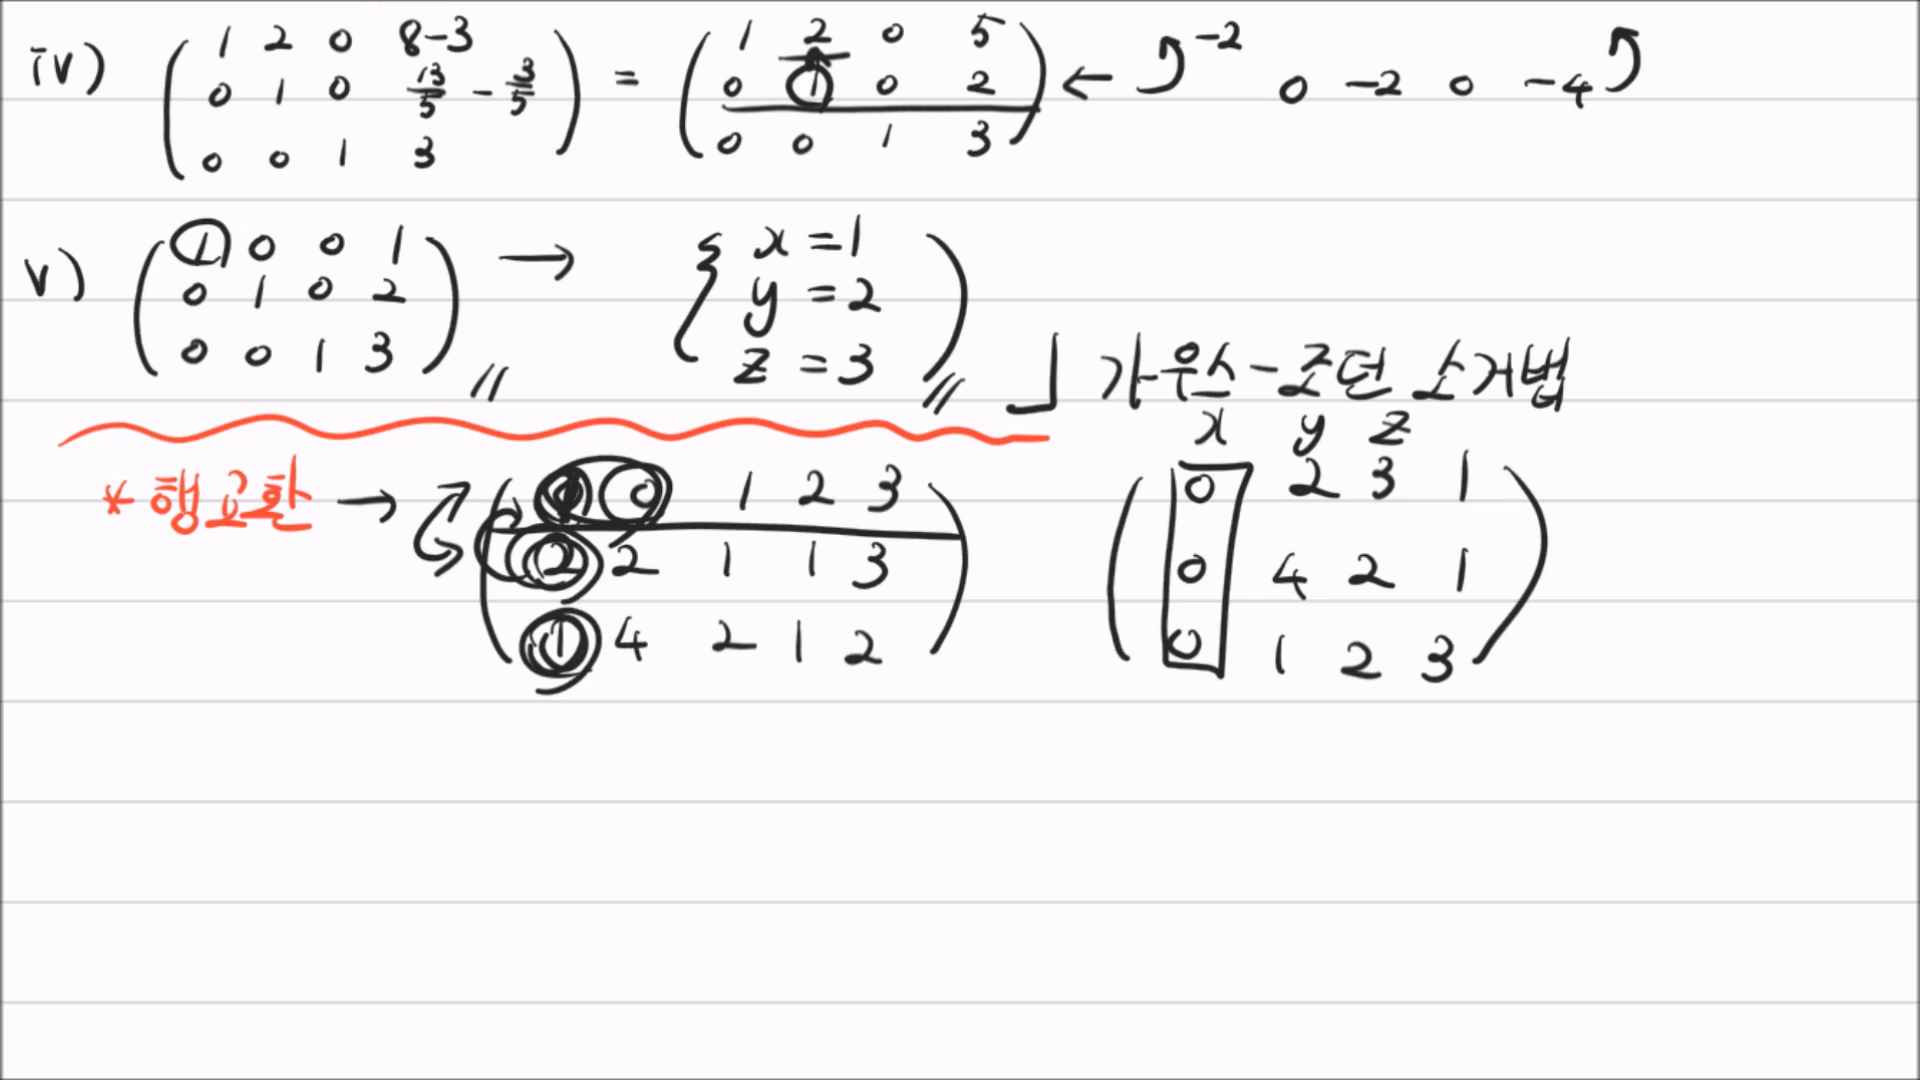 iv) ( 1 2 0 8-3 = ( 1 2 0 5 ) ← -2 0 -2 0 -4
0 1 0 13/5 - 3/5 0 1 0 2
0 0 1 3 ) 0 0 1 3
v) ( 1 0 0 1 → { x = 1
0 1 0 2 y = 2
0 0 1 3 ) z = 3
가우스-조던 소거법
x y z
* 행교환 → ( 0 1 2 3
2 2 1 1 3
1 4 2 1 2 )
( 0 2 3 1
0 4 2 1
0 1 2 3 )